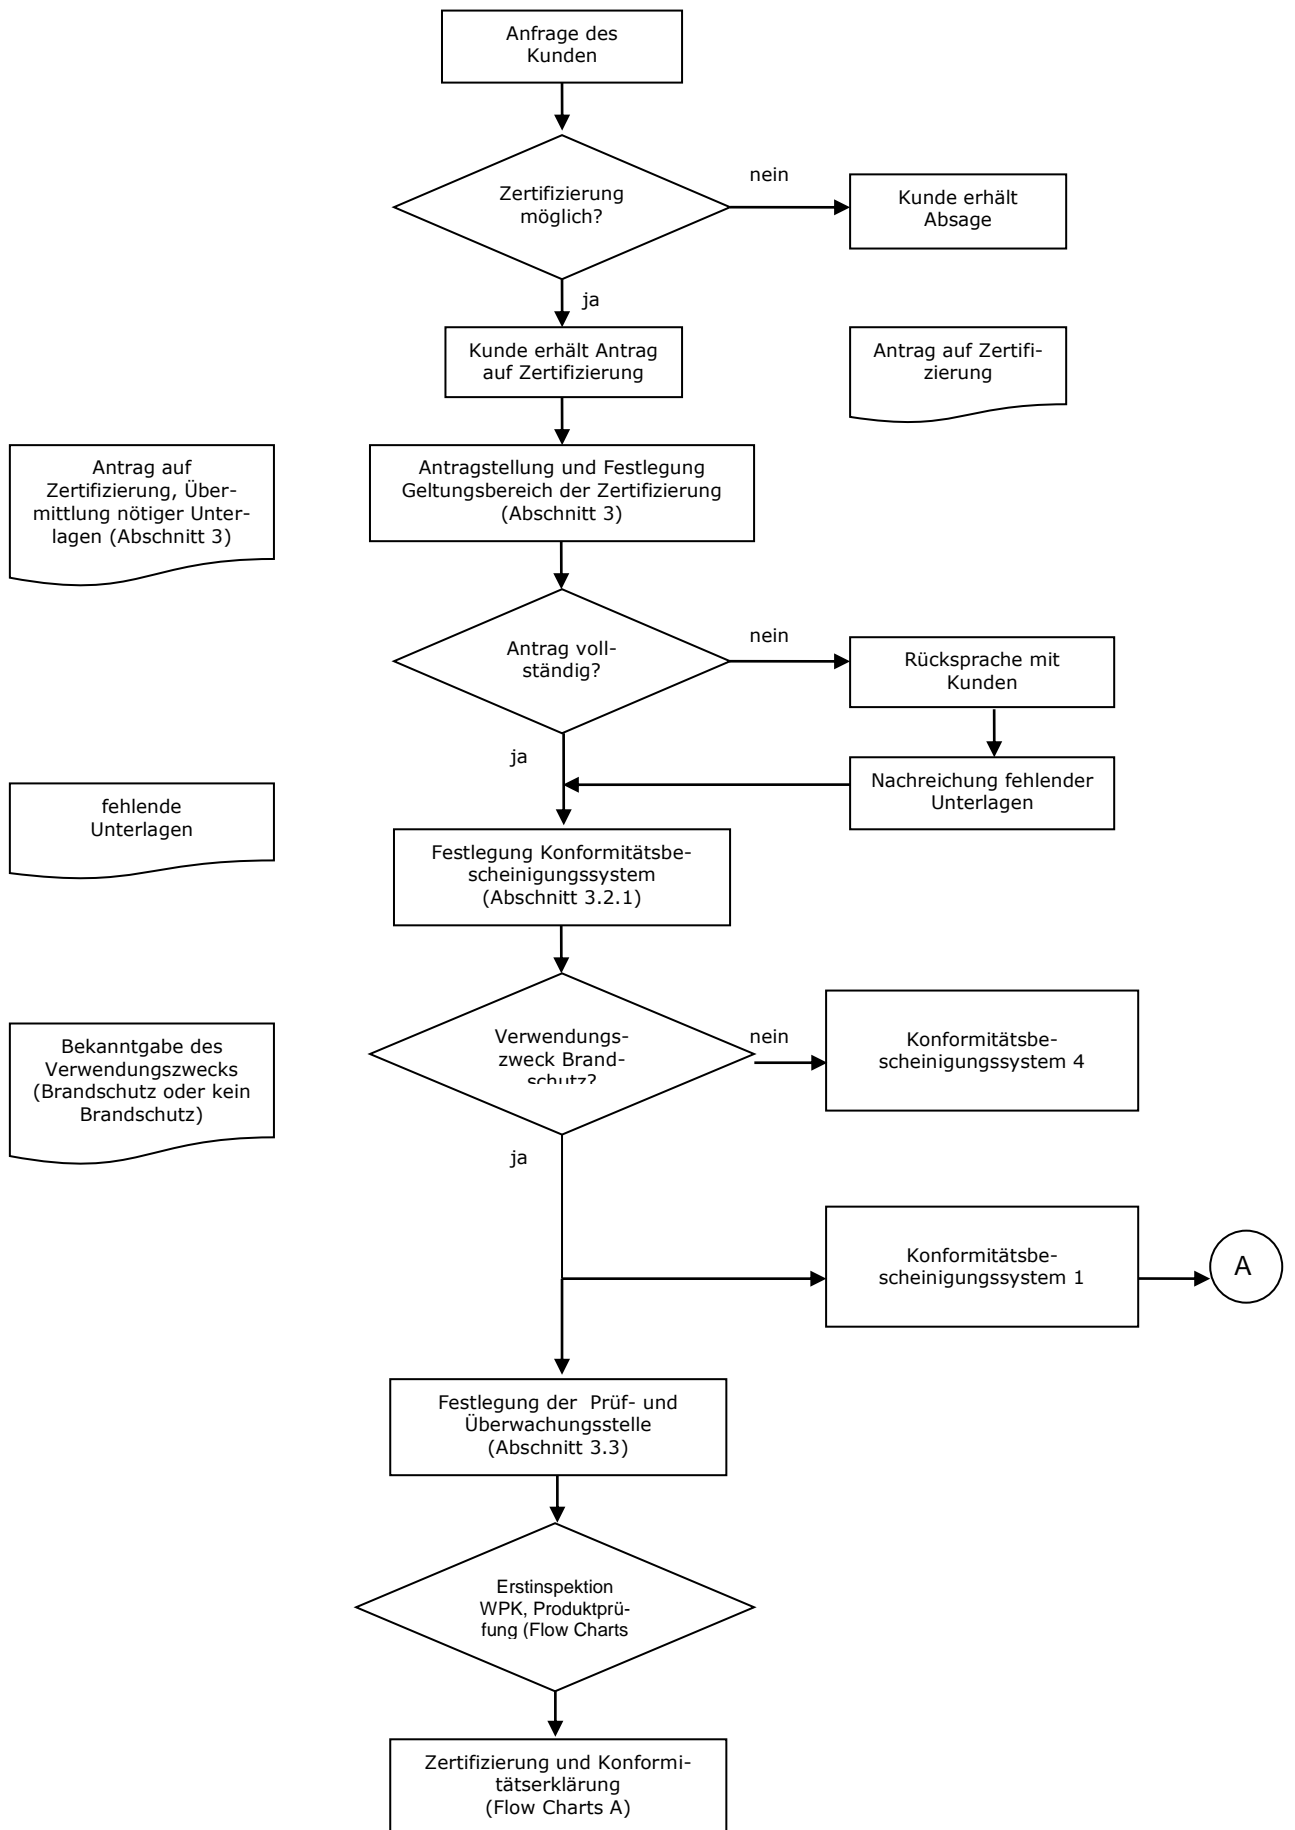 Anfrage des
Kunden
Zertifizierung
möglich?
nein
Kunde erhält
Absage
ja
Kunde erhält Antrag
auf Zertifizierung
Antrag auf Zertifi-
zierung
Antrag auf
Zertifizierung, Über-
mittlung nötiger Unter-
lagen (Abschnitt 3)
Antragstellung und Festlegung
Geltungsbereich der Zertifizierung
(Abschnitt 3)
Antrag voll-
ständig?
nein
Rücksprache mit
Kunden
ja
Nachreichung fehlender
Unterlagen
fehlende
Unterlagen
Festlegung Konformitätsbe-
scheinigungssystem
(Abschnitt 3.2.1)
Bekanntgabe des
Verwendungszwecks
(Brandschutz oder kein
Brandschutz)
Verwendungs-
zweck Brand-
schutz?
nein
Konformitätsbe-
scheinigungssystem 4
ja
Konformitätsbe-
scheinigungssystem 1
A
Festlegung der Prüf- und
Überwachungsstelle
(Abschnitt 3.3)
Erstinspektion
WPK, Produktprü-
fung (Flow Charts
Zertifizierung und Konformi-
tätserklärung
(Flow Charts A)